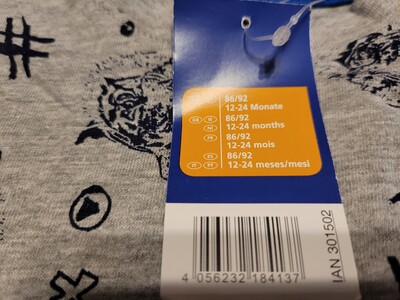 86/92
12-24 Monate
86/92
12-24 months
86/92
12-24 mois
86/92
12-24 meses/mesi
IAN 301502
4 056232 184137